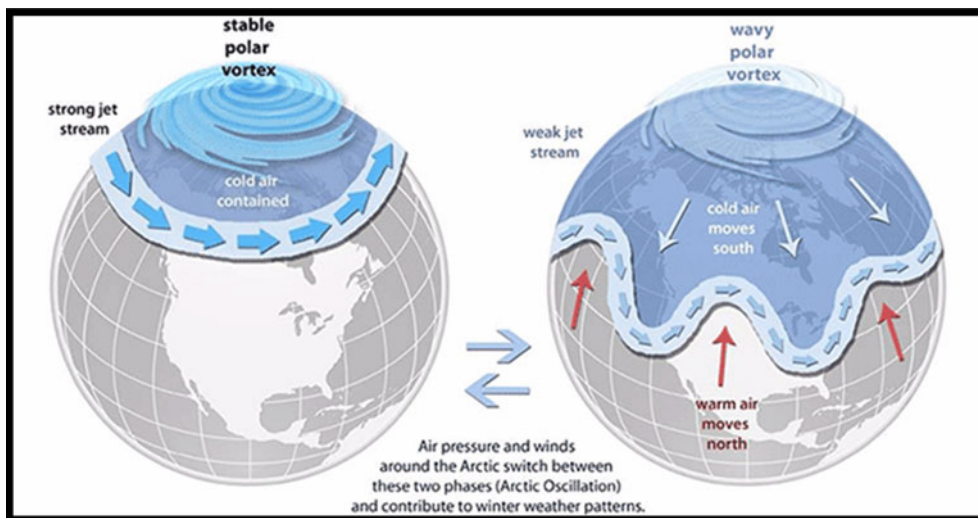 stable
polar
vortex
strong jet
stream
cold air
contained
wavy
polar
vortex
weak jet
stream
cold air
moves
south
warm air
moves
north
Air pressure and winds
around the Arctic switch between
these two phases (Arctic Oscillation)
and contribute to winter weather patterns.